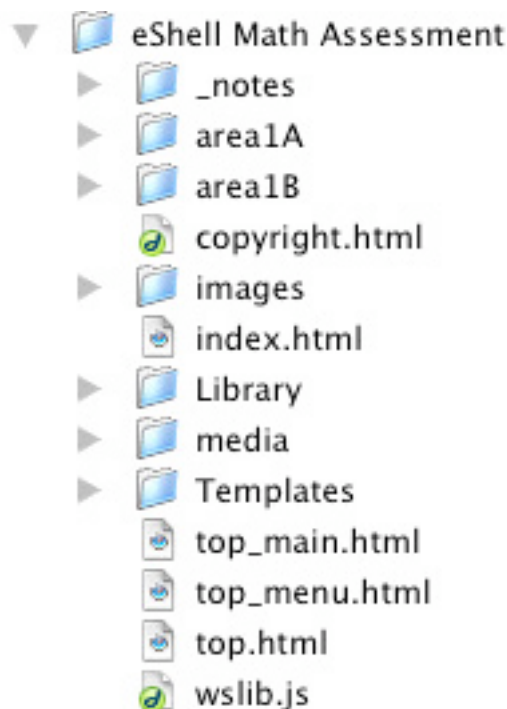 eShell Math Assessment
_notes
area1A
area1B
copyright.html
images
index.html
Library
media
Templates
top_main.html
top_menu.html
top.html
wslib.js